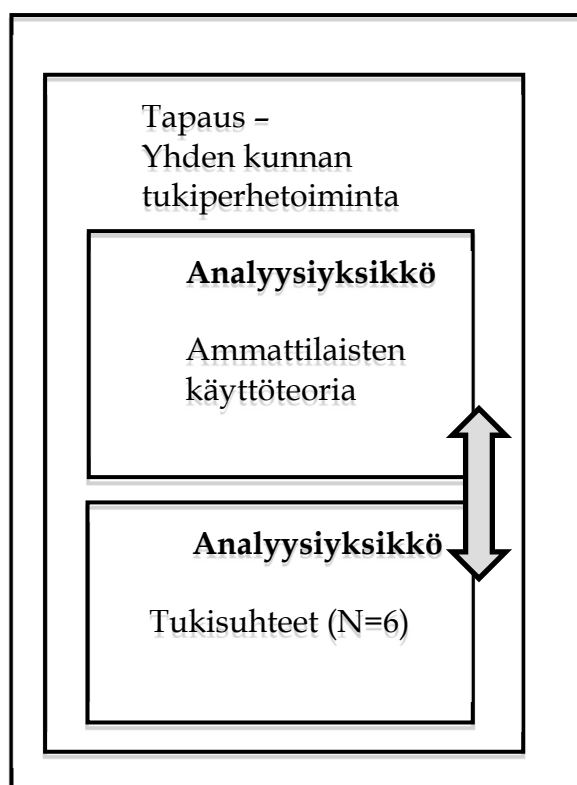 Tapaus –
Yhden kunnan
tukiperhetoiminta
Analyysiyksikkö
Ammattilaisten
käyttöteoria
Analyysiyksikkö
Tukisuhteet (N=6)